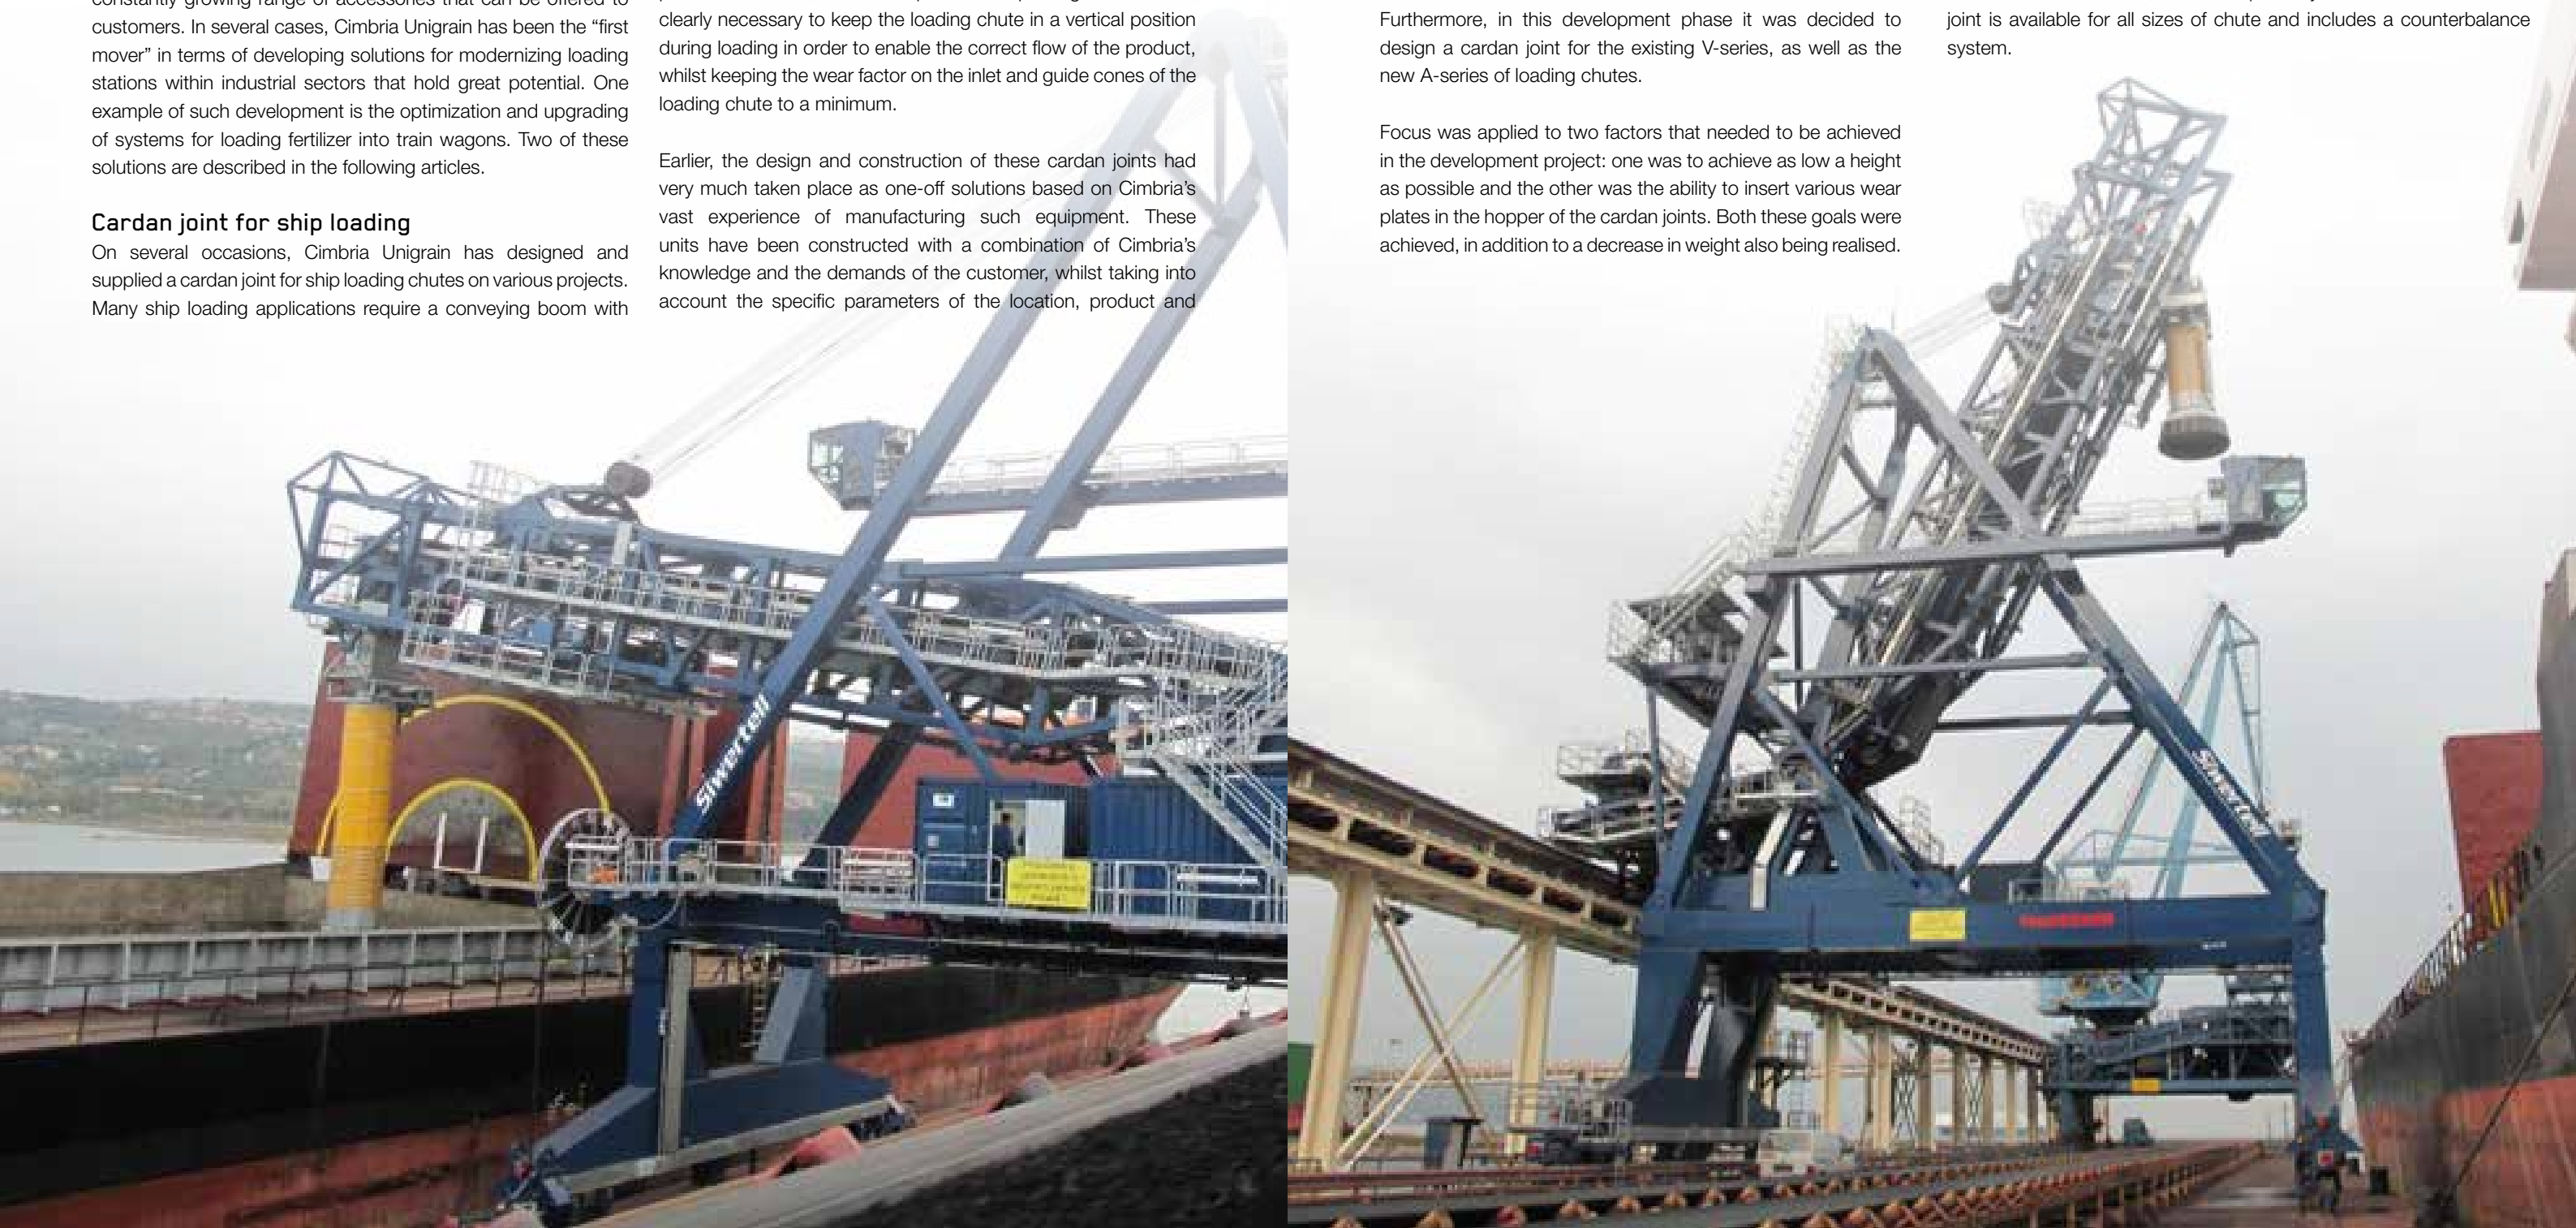 constantly growing range of accessories that can be offered to
customers. In several cases, Cimbria Unigrain has been the “first
mover” in terms of developing solutions for modernizing loading
stations within industrial sectors that hold great potential. One
example of such development is the optimization and upgrading
of systems for loading fertilizer into train wagons. Two of these
solutions are described in the following articles.
Cardan joint for ship loading
On several occasions, Cimbria Unigrain has designed and
supplied a cardan joint for ship loading chutes on various projects.
Many ship loading applications require a conveying boom with
clearly necessary to keep the loading chute in a vertical position
during loading in order to enable the correct flow of the product,
whilst keeping the wear factor on the inlet and guide cones of the
loading chute to a minimum.
Earlier, the design and construction of these cardan joints had
very much taken place as one-off solutions based on Cimbria’s
vast experience of manufacturing such equipment. These
units have been constructed with a combination of Cimbria’s
knowledge and the demands of the customer, whilst taking into
account the specific parameters of the location, product and
Furthermore, in this development phase it was decided to
design a cardan joint for the existing V-series, as well as the
new A-series of loading chutes.
Focus was applied to two factors that needed to be achieved
in the development project: one was to achieve as low a height
as possible and the other was the ability to insert various wear
plates in the hopper of the cardan joints. Both these goals were
achieved, in addition to a decrease in weight also being realised.
joint is available for all sizes of chute and includes a counterbalance
system.
Siwertell
Siwertell